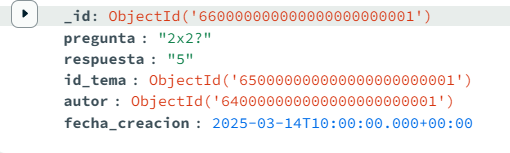 _id: ObjectId('660000000000000000000001')
pregunta : "2x2?"
respuesta : "5"
id_tema : ObjectId('650000000000000000000001')
autor : ObjectId('640000000000000000000001')
fecha_creacion : 2025-03-14T10:00:00.000+00:00